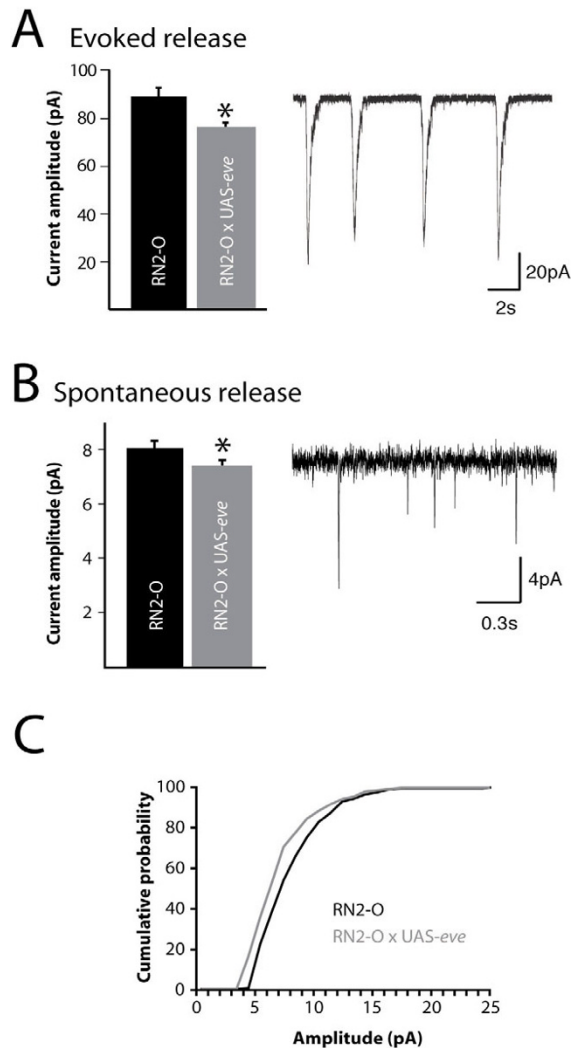 A Evoked release
Current amplitude (pA)
100
80
60
40
20
RN2-O
RN2-O x UAS-eve
*
20pA
2s
B Spontaneous release
Current amplitude (pA)
8
6
4
2
RN2-O
RN2-O x UAS-eve
*
4pA
0.3s
C
Cumulative probability
100
80
60
40
20
0
RN2-O
RN2-O x UAS-eve
0 5 10 15 20 25
Amplitude (pA)